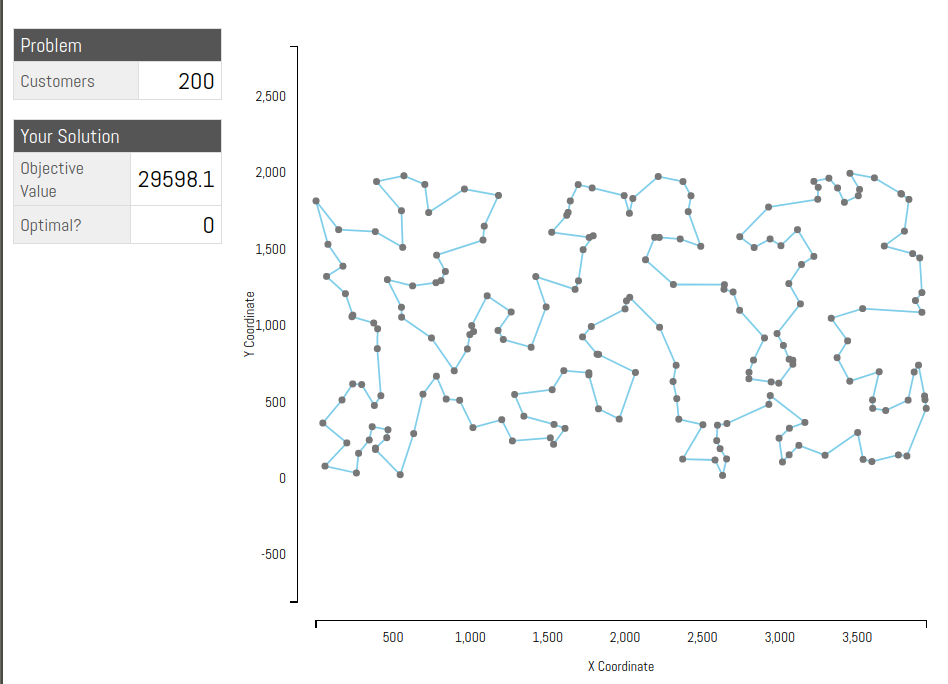 Problem
Customers 200
Your Solution
Objective
Value 29598.1
Optimal? 0
2,500
2,000
1,500
1,000
500
0
-500
Y Coordinate
500 1,000 1,500 2,000 2,500 3,000 3,500
X Coordinate